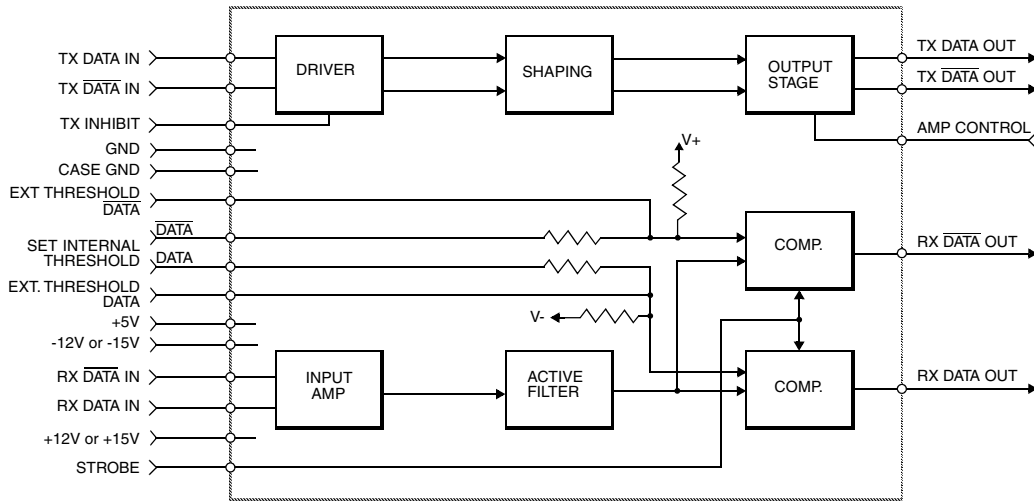 TX DATA IN
TX DATA IN
TX INHIBIT
GND
CASE GND
EXT THRESHOLD
DATA
DATA
SET INTERNAL
THRESHOLD
DATA
EXT. THRESHOLD
DATA
+5V
-12V or -15V
RX DATA IN
RX DATA IN
+12V or +15V
STROBE
DRIVER
SHAPING
OUTPUT
STAGE
V+
V-
COMP.
INPUT
AMP
ACTIVE
FILTER
COMP.
TX DATA OUT
TX DATA OUT
AMP CONTROL
RX DATA OUT
RX DATA OUT